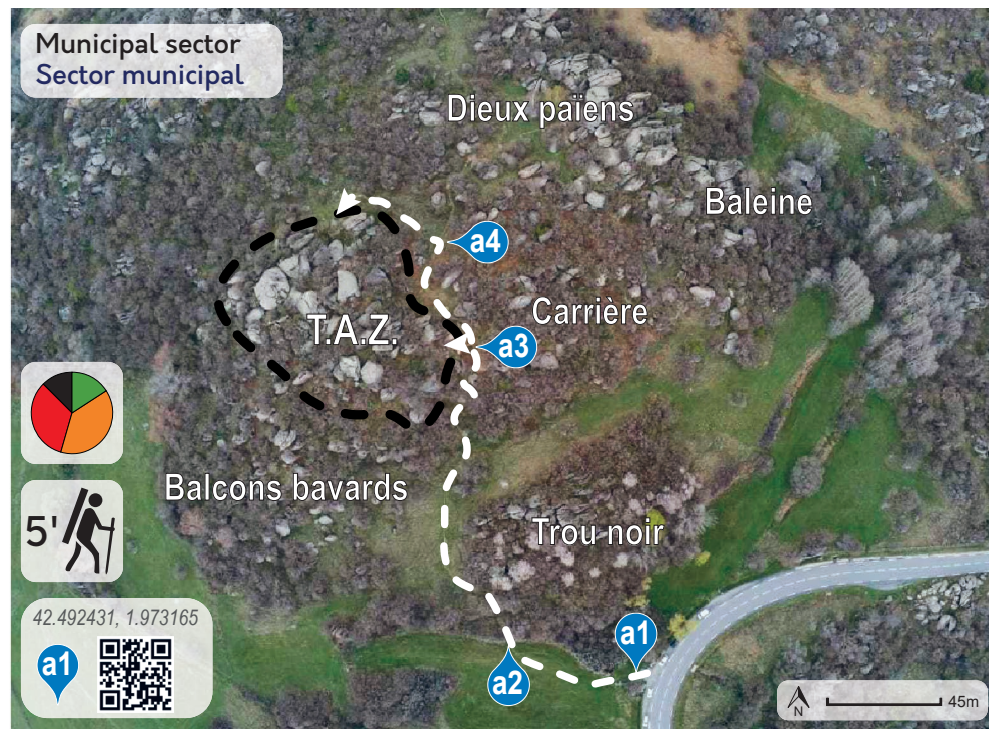 Municipal sector
Sector municipal
Dieux païens
Baleine
a4
Carrière
T.A.Z.
a3
Balcons bavards
5'
Trou noir
42.492431, 1.973165
a1
a1
a2
N
45m